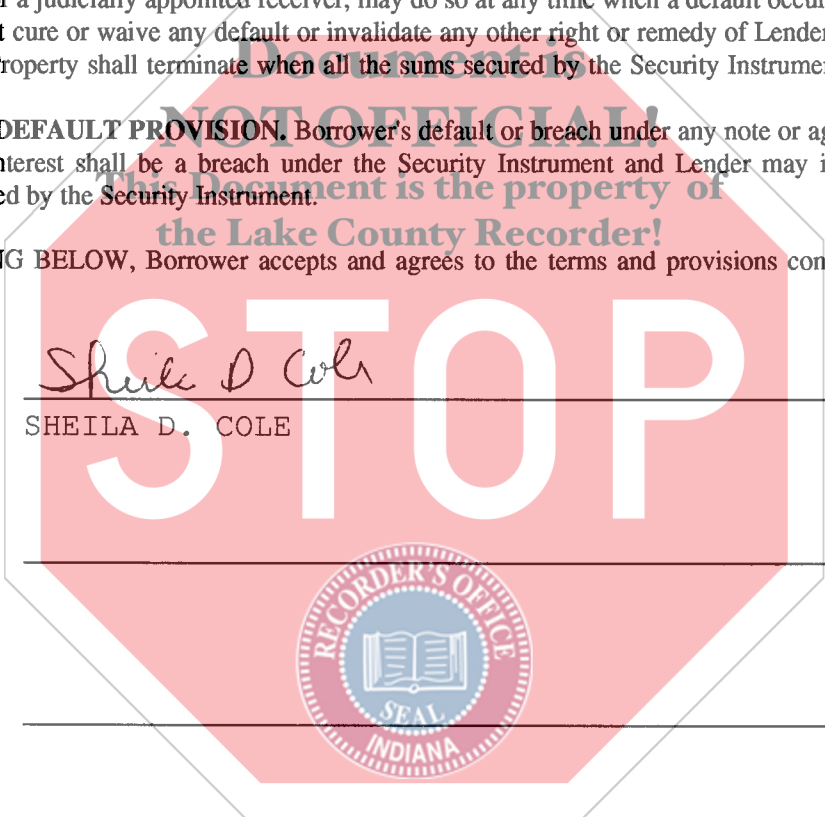 a judicially appointed receiver, may do so at any time when a default occur
cure or waive any default or invalidate any other right or remedy of Lender
roperty shall terminate when all the sums secured by the Security Instrume
Document is
NOT OFFICIAL!
DEFAULT PROVISION. Borrower's default or breach under any note or ag
nterest shall be a breach under the Security Instrument and Lender may i
This Document is the property of
ed by the Security Instrument.
the Lake County Recorder!
G BELOW, Borrower accepts and agrees to the terms and provisions con
STOP
Sheila D Cole
SHEILA D. COLE
RECORDER'S OFFICE
SEAL
INDIANA